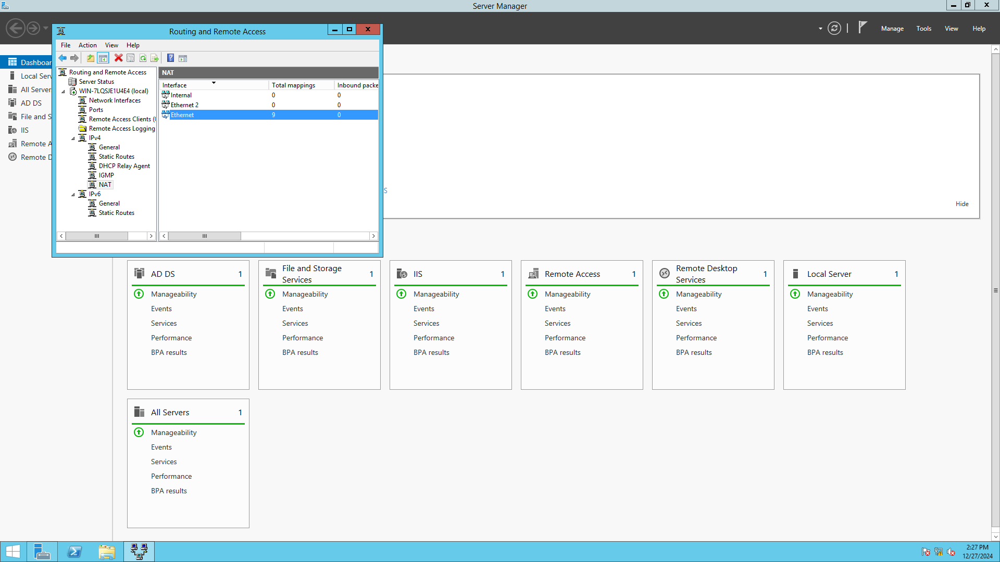 Server Manager
Manage
Tools
View
Help
Dashboar
Local Serv
All Server
AD DS
File and S
IIS
Remote A
Remote D
Routing and Remote Access
File
Action
View
Help
Routing and Remote Access
Server Status
WIN-7LQSJE1U4E4 (local)
Network Interfaces
Ports
Remote Access Clients (
Remote Access Logging
IPv4
General
Static Routes
DHCP Relay Agent
IGMP
NAT
IPv6
General
Static Routes
NAT
Interface Total mappings Inbound packe
Internal 0 0
Ethernet 2 0 0
Ethernet 9 0
S
Hide
AD DS 1
Manageability
Events
Services
Performance
BPA results
File and Storage
Services 1
Manageability
Events
Services
Performance
BPA results
IIS 1
Manageability
Events
Services
Performance
BPA results
Remote Access 1
Manageability
Events
Services
Performance
BPA results
Remote Desktop
Services 1
Manageability
Events
Services
Performance
BPA results
Local Server 1
Manageability
Events
Services
Performance
BPA results
All Servers 1
Manageability
Events
Services
Performance
BPA results
2:27 PM
12/27/2024